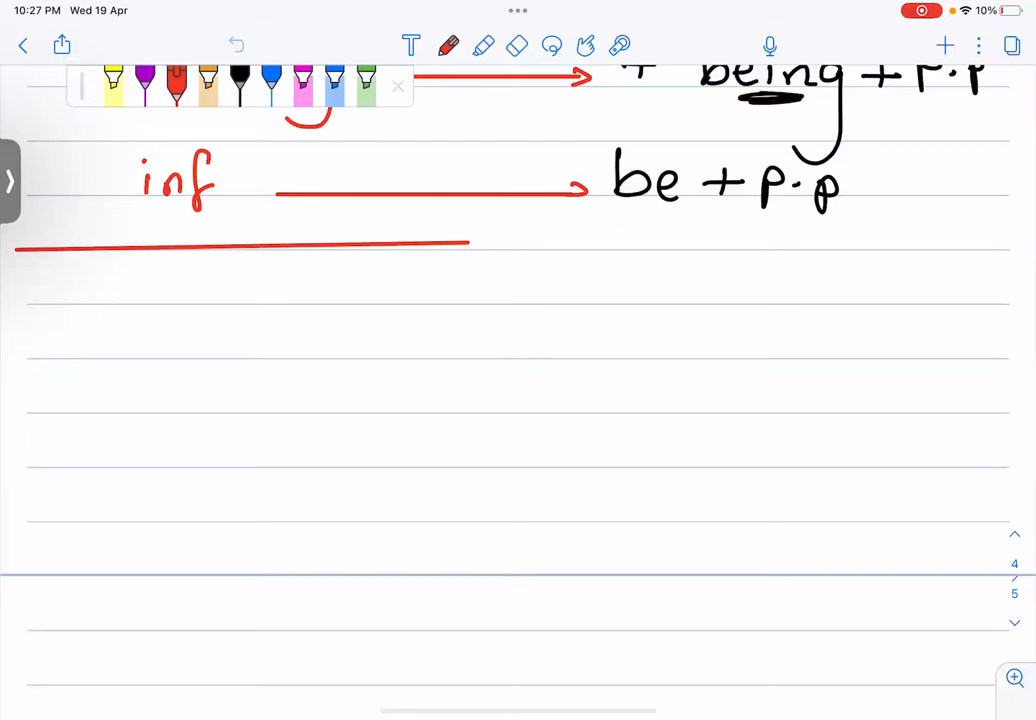 10:27 PM Wed 19 Apr
10%
+ being + p.p
inf → be + p.p
4
/
5